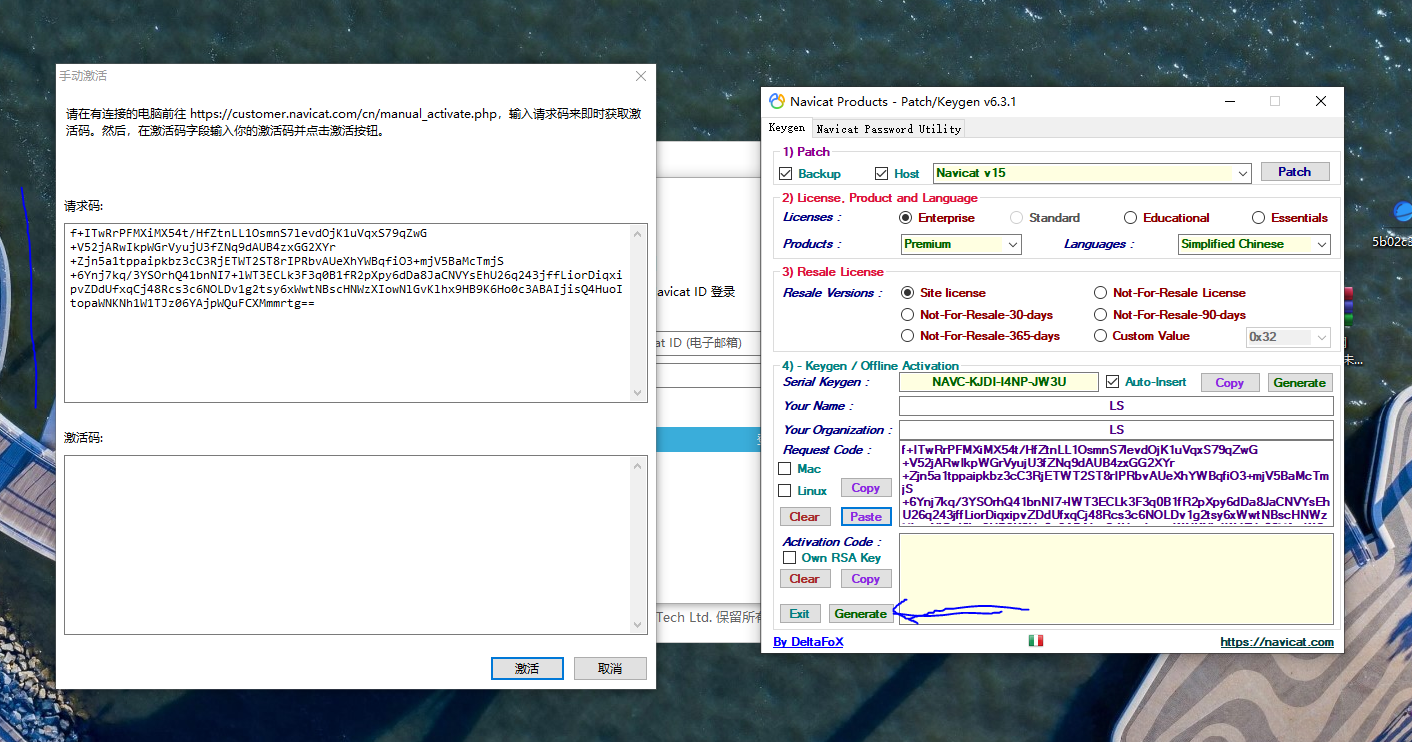 手动激活
请在有连接的电脑前往 https://customer.navicat.com/cn/manual_activate.php，输入请求码来即时获取激
活码。然后，在激活码字段输入你的激活码并点击激活按钮。
请求码:
f+ITwRrPFMXiMX54t/HfZtnLL1OsmnS7levdOjK1uVqxS79qZwG
+V52jARwIkpWGrVyujU3fZNq9dAUB4zxGG2XYr
+Zjn5a1tppaipkbz3cC3RjETWT2ST8rIPRbvAUeXhYWBqfiO3+mjV5BaMcTmjS
+6Ynj7kq/3YSOrhQ41bnNI7+lWT3ECLk3F3q0B1fR2pXpy6dDa8JaCNVYsEhU26q243jffLiorDiqxi
pvZDdUfxqCj48Rcs3c6NOLDv1g2tsy6xWwtNBscHNWzXIowNlGvKlhx9HB9K6Ho0c3ABAIjisQ4HuoI
topaWNKNh1W1TJz06YAjpWQuFCXMmmrtg==
激活码:
激活
取消
avicat ID 登录
at ID (电子邮箱)
Tech Ltd. 保留所
Navicat Products - Patch/Keygen v6.3.1
Keygen
Navicat Password Utility
1) Patch
Backup
Host
Navicat v15
Patch
2) License, Product and Language
Licenses :
Enterprise
Standard
Educational
Essentials
Products :
Premium
Languages :
Simplified Chinese
3) Resale License
Resale Versions :
Site license
Not-For-Resale License
Not-For-Resale-30-days
Not-For-Resale-90-days
Not-For-Resale-365-days
Custom Value
0x32
4) - Keygen / Offline Activation
Serial Keygen :
NAVC-KJDI-I4NP-JW3U
Auto-Insert
Copy
Generate
Your Name :
LS
Your Organization :
LS
Request Code :
f+ITwRrPFMXiMX54t/HfZtnLL1OsmnS7levdOjK1uVqxS79qZwG
+V52jARwIkpWGrVyujU3fZNq9dAUB4zxGG2XYr
+Zjn5a1tppaipkbz3cC3RjETWT2ST8rIPRbvAUeXhYWBqfiO3+mjV5BaMcTm
jS
+6Ynj7kq/3YSOrhQ41bnNI7+lWT3ECLk3F3q0B1fR2pXpy6dDa8JaCNVYsEh
U26q243jffLiorDiqxipvZDdUfxqCj48Rcs3c6NOLDv1g2tsy6xWwtNBscHNWz
Mac
Linux
Copy
Clear
Paste
Activation Code :
Own RSA Key
Clear
Copy
Exit
Generate
By DeltaFoX
https://navicat.com
5b02c3
未...